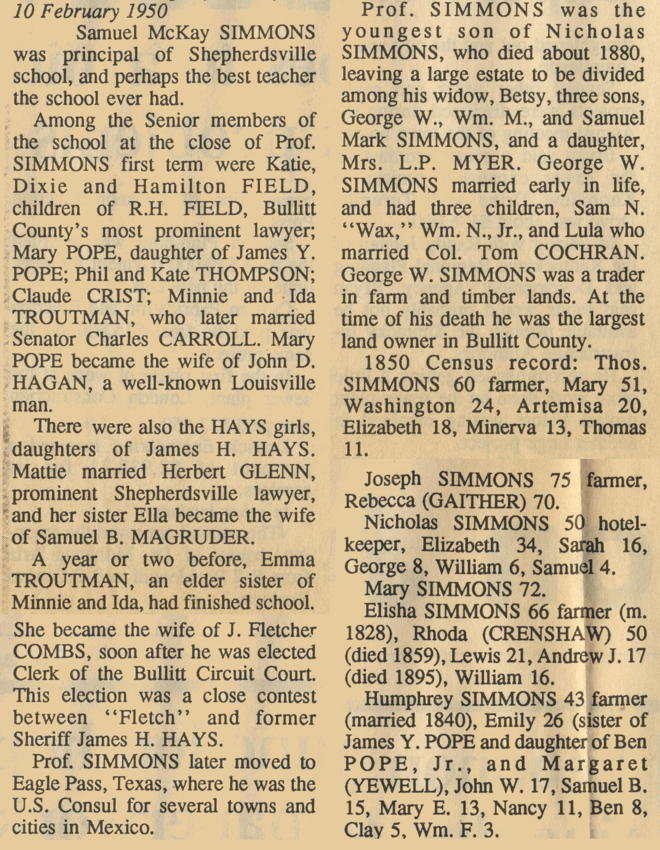 10 February 1950
Samuel McKay SIMMONS
was principal of Shepherdsville
school, and perhaps the best teacher
the school ever had.
Among the Senior members of
the school at the close of Prof.
SIMMONS first term were Katie,
Dixie and Hamilton FIELD,
children of R.H. FIELD, Bullitt
County's most prominent lawyer;
Mary POPE, daughter of James Y.
POPE; Phil and Kate THOMPSON;
Claude CRIST; Minnie and Ida
TROUTMAN, who later married
Senator Charles CARROLL. Mary
POPE became the wife of John D.
HAGAN, a well-known Louisville
man.
There were also the HAYS girls,
daughters of James H. HAYS.
Mattie married Herbert GLENN,
prominent Shepherdsville lawyer,
and her sister Ella became the wife
of Samuel B. MAGRUDER.
A year or two before, Emma
TROUTMAN, an elder sister of
Minnie and Ida, had finished school.
She became the wife of J. Fletcher
COMBS, soon after he was elected
Clerk of the Bullitt Circuit Court.
This election was a close contest
between "Fletch" and former
Sheriff James H. HAYS.
Prof. SIMMONS later moved to
Eagle Pass, Texas, where he was the
U.S. Consul for several towns and
cities in Mexico.
Prof. SIMMONS was the
youngest son of Nicholas
SIMMONS, who died about 1880,
leaving a large estate to be divided
among his widow, Betsy, three sons,
George W., Wm. M., and Samuel
Mark SIMMONS, and a daughter,
Mrs. L.P. MYER. George W.
SIMMONS married early in life,
and had three children, Sam N.
"Wax," Wm. N., Jr., and Lula who
married Col. Tom COCHRAN.
George W. SIMMONS was a trader
in farm and timber lands. At the
time of his death he was the largest
land owner in Bullitt County.
1850 Census record: Thos.
SIMMONS 60 farmer, Mary 51,
Washington 24, Artemisa 20,
Elizabeth 18, Minerva 13, Thomas
11.
Joseph SIMMONS 75 farmer,
Rebecca (GAITHER) 70.
Nicholas SIMMONS 50 hotel-
keeper, Elizabeth 34, Sarah 16,
George 8, William 6, Samuel 4.
Mary SIMMONS 72.
Elisha SIMMONS 66 farmer (m.
1828), Rhoda (CRENSHAW) 50
(died 1859), Lewis 21, Andrew J. 17
(died 1895), William 16.
Humphrey SIMMONS 43 farmer
(married 1840), Emily 26 (sister of
James Y. POPE and daughter of Ben
POPE, Jr., and Margaret
(YEWELL), John W. 17, Samuel B.
15, Mary E. 13, Nancy 11, Ben 8,
Clay 5, Wm. F. 3.